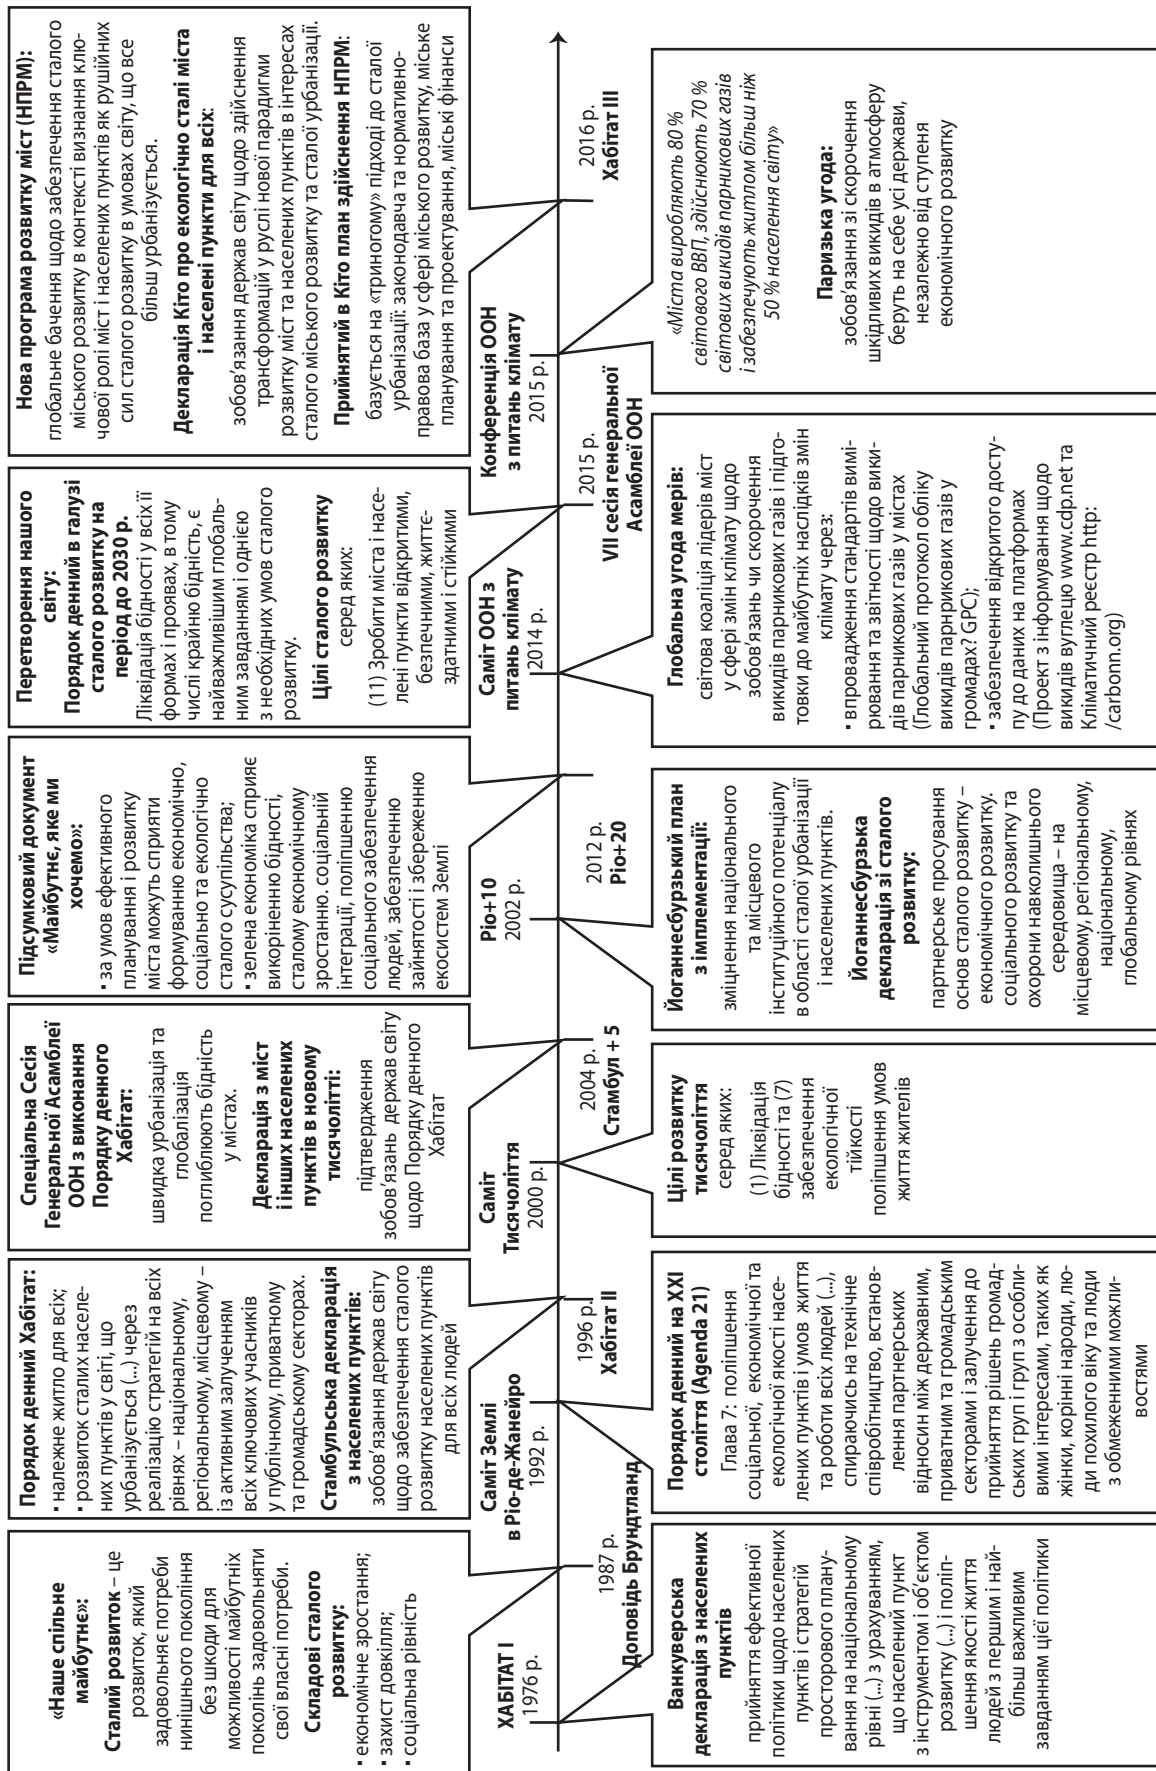 «Наше спільне
майбутнє»:
Сталий розвиток – це
розвиток, який
задовольняє потреби
нинішнього покоління
без шкоди для
можливості майбутніх
поколінь задовольняти
свої власні потреби.
Складові сталого
розвитку:
▪ економічне зростання;
▪ захист довкілля;
▪ соціальна рівність
Порядок денний Хабітат:
▪ належне житло для всіх;
▪ розвиток сталих населе-
них пунктів у світі, що
урбанізується (...) через
реалізацію стратегій на всіх
рівнях – національному,
регіональному, місцевому –
із активним залученням
всіх ключових учасників
у публічному, приватному
та громадському секторах.
Стамбульська декларація
з населених пунктів:
зобов'язання держав світу
щодо забезпечення сталого
розвитку населених пунктів
для всіх людей
Спеціальна Сесія
Генеральної Асамблеї
ООН з виконання
Порядку денного
Хабітат:
швидка урбанізація та
глобалізація
поглиблюють бідність
у містах.
Декларація з міст
і інших населених
пунктів в новому
тисячолітті:
підтвердження
зобов'язань держав світу
щодо Порядку денного
Хабітат
Підсумковий документ
«Майбутнє, яке ми
хочемо»:
▪ за умов ефективного
планування і розвитку
міста можуть сприяти
формуванню економічно,
соціально та екологічно
сталого суспільства;
▪ зелена економіка сприяє
викоріненню бідності,
сталому економічному
зростанню. соціальній
інтеграції, поліпшенню
соціального забезпечення
людей, забезпеченню
зайнятості і збереженню
екосистем Землі
Перетворення нашого
світу:
Порядок денний в галузі
сталого розвитку на
період до 2030 р.
Ліквідація бідності у всіх її
формах і проявах, в тому
числі крайню бідність, є
найважливішим глобаль-
ним завданням і однією
з необхідних умов сталого
розвитку.
Цілі сталого розвитку
серед яких:
(11) Зробити міста і насе-
лені пункти відкритими,
безпечними, життє-
здатними і стійкими
Нова програма розвитку міст (НПРМ):
глобальне бачення щодо забезпечення сталого
міського розвитку в контексті визнання клю-
чової ролі міст і населених пунктів як рушійних
сил сталого розвитку в умовах світу, що все
більш урбанізується.
Декларація Кіто про екологічно сталі міста
і населені пункти для всіх:
зобов'язання держав світу щодо здійснення
трансформацій у руслі нової парадигми
розвитку міст та населених пунктів в інтересах
сталого міського розвитку та сталої урбанізації.
Прийнятий в Кіто план здійснення НПРМ:
базується на «триногому» підході до сталої
урбанізації: законодавча та нормативно-
правова база у сфері міського розвитку, міське
планування та проектування, міські фінанси
ХАБІТАТ І
1976 р.
1987 р.
Доповідь Брундтланд
Саміт Землі
в Ріо-де-Жанейро
1992 р.
1996 р.
Хабітат ІІ
Саміт
Тисячоліття
2000 р.
2004 р.
Стамбул + 5
Ріо+10
2002 р.
2012 р.
Ріо+20
Саміт ООН з
питань клімату
2014 р.
2015 р.
VII сесія генеральної
Асамблеї ООН
Конференція ООН
з питань клімату
2015 р.
2016 р.
Хабітат ІІІ
Ванкуверська
декларація з населених
пунктів
прийняття ефективної
політики щодо населених
пунктів і стратегій
просторового плану-
вання на національному
рівні (...) з урахуванням,
що населений пункт
є інструментом і об'єктом
розвитку (...) і поліп-
шення якості життя
людей з першим і най-
більш важливим
завданням цієї політики
Порядок денний на ХХІ
століття (Agenda 21)
Глава 7: поліпшення
соціальної, економічної та
екологічної якості насе-
лених пунктів і умов життя
та роботи всіх людей (...),
спираючись на технічне
співробітництво, встанов-
лення партнерських
відносин між державним,
приватним та громадським
секторами і залучення до
прийняття рішень громад-
ських груп і груп з особли-
вими інтересами, таких як
жінки, корінні народи, лю-
ди похилого віку та люди
з обмеженними можли-
востями
Цілі розвитку
тисячоліття
серед яких:
(1) Ліквідація
бідності та (7)
забезпечення
екологічної
тійкості
поліпшення умов
життя жителів
Йоганнесбурзький план
з імплементації:
зміцнення національного
та місцевого
інституційного потенціалу
в області сталої урбанізації
і населених пунктів.
Йоганнесбурзька
декларація зі сталого
розвитку:
партнерське просування
основ сталого розвитку –
економічного розвитку.
соціального розвитку та
охорони навколишнього
середовища – на
місцевому, регіональному,
національному,
глобальному рівнях
Глобальна угода мерів:
світова коаліція лідерів міст
у сфері змін клімату щодо
зобов'язань чи скорочення
викидів парникових газів і підго-
товки до майбутніх наслідків змін
клімату через:
▪ впровадження стандартів вимі-
рювання та звітності щодо вики-
дів парникових газів у містах
(Глобальний протокол обліку
викидів парникових газів у
громадах? GPC);
▪ забезпечення відкритого досту-
пу до даних на платформах
(Проект з інформування щодо
викидів вуглецю www.cdp.net та
Кліматичний реєстр http:
/carbonn.org)
«Міста виробляють 80 %
світового ВВП, здійснюють 70 %
світових викидів парникових газів
і забезпечують житлом більш ніж
50 % населення світу»
Паризька угода:
зобов'язання зі скорочення
шкідливих викидів в атмосферу
беруть на себе усі держави,
незалежно від ступеня
економічного розвитку